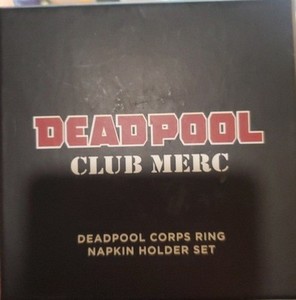 DEADPOOL
CLUB MERC
DEADPOOL CORPS RING
NAPKIN HOLDER SET